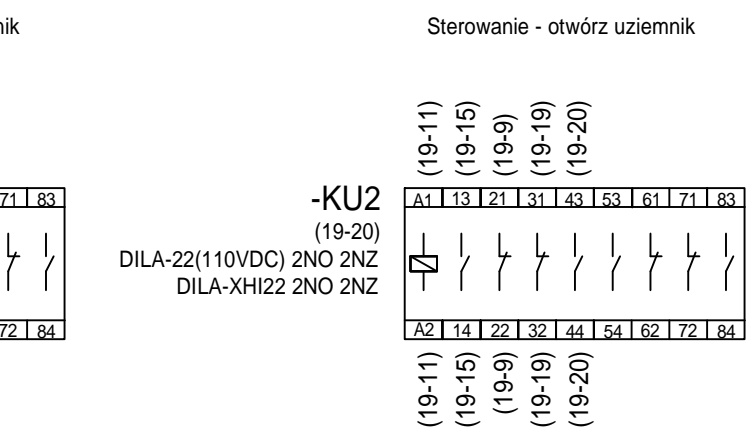 nik
Sterowanie - otwórz uziemnik
(19-11) (19-15) (19-9) (19-19) (19-20)
71 83
-KU2
A1 13 21 31 43 53 61 71 83
(19-20)
DILA-22(110VDC) 2NO 2NZ
DILA-XHI22 2NO 2NZ
72 84
A2 14 22 32 44 54 62 72 84
(19-11) (19-15) (19-9) (19-19) (19-20)